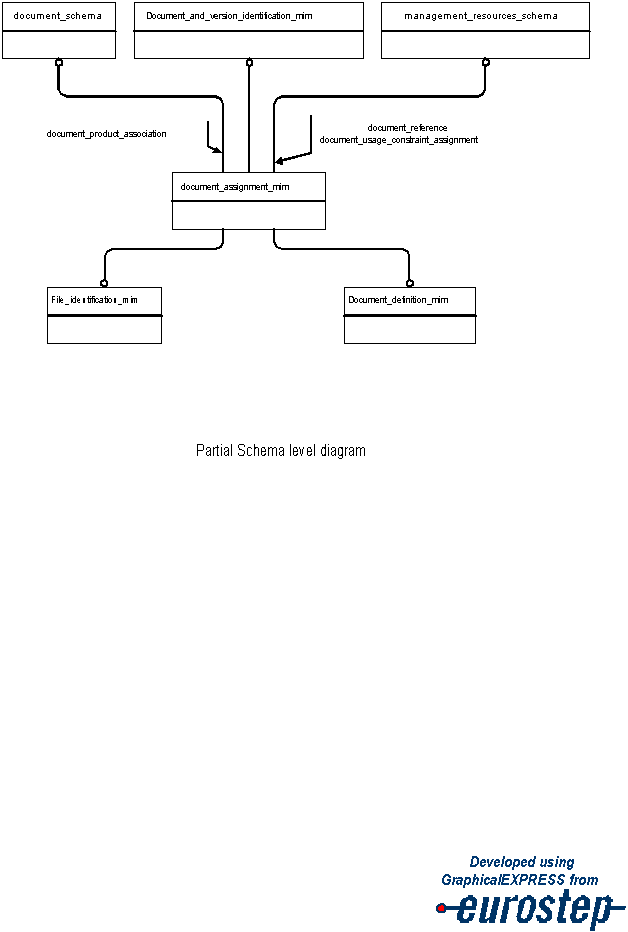 document_schema
Document_and_version_identification_mim
management_resources_schema
document_product_association
document_reference
document_usage_constraint_assignment
document_assignment_mim
File_identification_mim
Document_definition_mim
Partial Schema level diagram
Developed using
GraphicalEXPRESS from
eurostep